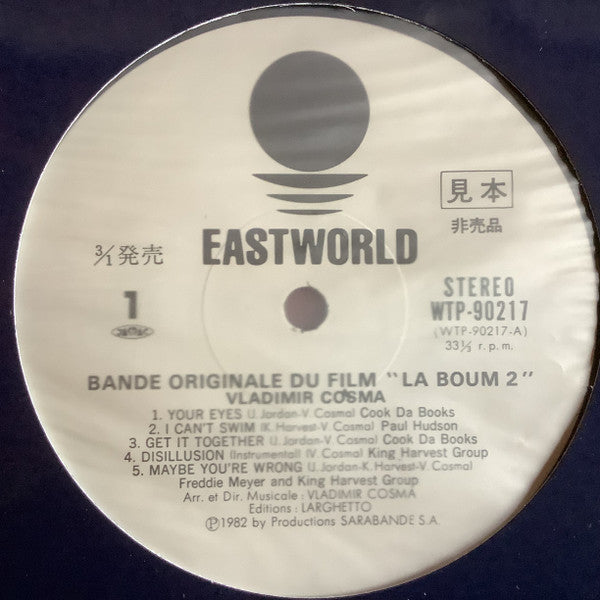 見本
非売品
3/1発売
EASTWORLD
1
STEREO
WTP-90217
(WTP-90217-A)
33⅓ r.p.m.
BANDE ORIGINALE DU FILM "LA BOUM 2"
VLADIMIR COSMA
1. YOUR EYES (J. Jordan-V. Cosma) Cook Da Books
2. I CAN'T SWIM (K. Harvest-V. Cosma) Paul Hudson
3. GET IT TOGETHER (J. Jordan-V. Cosma) Cook Da Books
4. DISILLUSION (Instrumental) (V. Cosma) King Harvest Group
5. MAYBE YOU'RE WRONG (J. Jordan-K. Harvest-V. Cosma)
Freddie Meyer and King Harvest Group
Arr. et Dir. Musicale : VLADIMIR COSMA
Editions : LARGHETTO
Ⓟ1982 by Productions SARABANDE S.A.